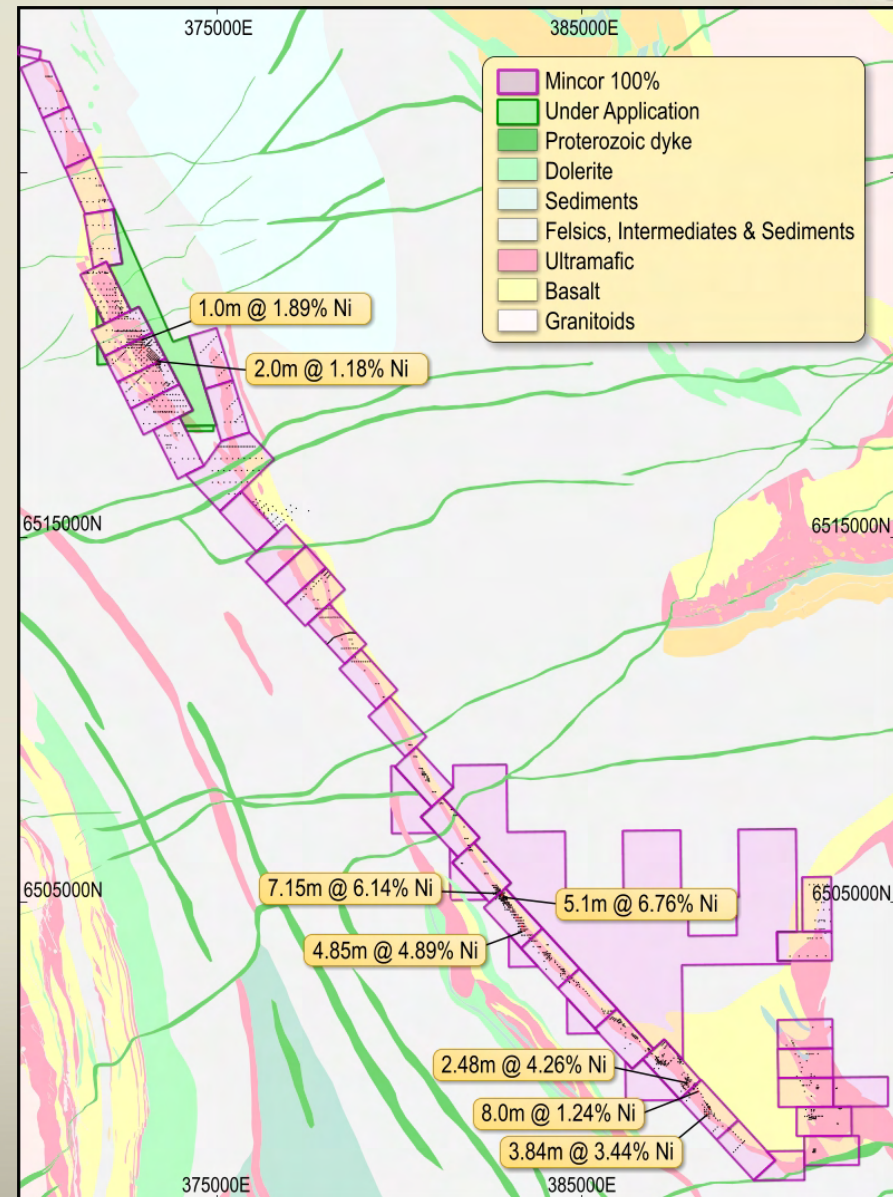 375000E
385000E
Mincor 100%
Under Application
Proterozoic dyke
Dolerite
Sediments
Felsics, Intermediates & Sediments
Ultramafic
Basalt
Granitoids
1.0m @ 1.89% Ni
2.0m @ 1.18% Ni
6515000N
6515000N
7.15m @ 6.14% Ni
5.1m @ 6.76% Ni
6505000N
6505000N
4.85m @ 4.89% Ni
2.48m @ 4.26% Ni
8.0m @ 1.24% Ni
3.84m @ 3.44% Ni
375000E
385000E